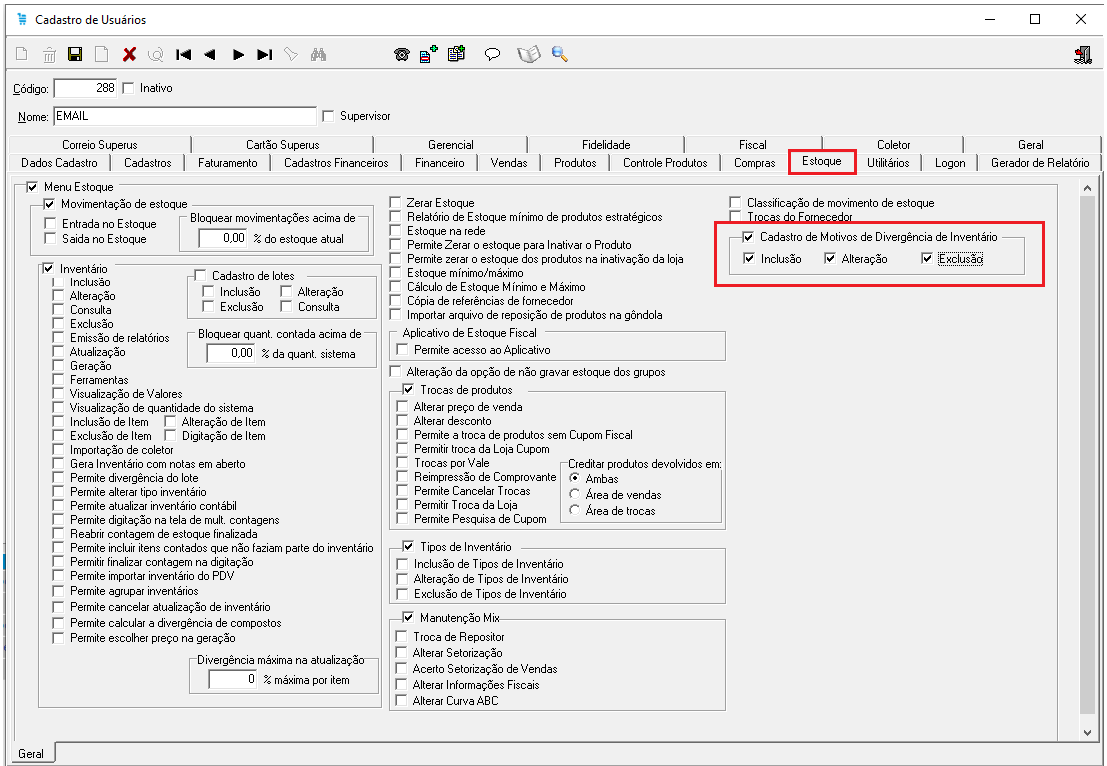 Cadastro de Usuários
Código: 288 Inativo
Nome: EMAIL Supervisor
Correio Superus Cartão Superus Gerencial Fidelidade Fiscal Coletor Geral
Dados Cadastro Cadastros Faturamento Cadastros Financeiros Financeiro Vendas Produtos Controle Produtos Compras Estoque Utilitários Logon Gerador de Relatório
Menu Estoque
Movimentação de estoque
Entrada no Estoque
Saida no Estoque
Bloquear movimentações acima de
0,00 % do estoque atual
Inventário
Inclusão
Alteração
Consulta
Exclusão
Emissão de relatórios
Atualização
Geração
Ferramentas
Visualização de Valores
Visualização de quantidade do sistema
Inclusão de Item Alteração de Item
Exclusão de Item Digitação de Item
Importação de coletor
Gera Inventário com notas em aberto
Permite divergência do lote
Permite alterar tipo inventário
Permite atualizar inventário contábil
Permite digitação na tela de mult. contagens
Reabrir contagem de estoque finalizada
Permite incluir itens contados que não faziam parte do inventário
Permitir finalizar contagem na digitação
Permite importar inventário do PDV
Permite agrupar inventários
Permite cancelar atualização de inventário
Permite calcular a divergência de compostos
Permite escolher preço na geração
Cadastro de lotes
Inclusão Alteração
Exclusão Consulta
Bloquear quant. contada acima de
0,00 % da quant. sistema
Divergência máxima na atualização
0 % máxima por item
Zerar Estoque
Relatório de Estoque mínimo de produtos estratégicos
Estoque na rede
Permite Zerar o estoque para Inativar o Produto
Permite zerar o estoque dos produtos na inativação da loja
Estoque mínimo/máximo
Cálculo de Estoque Mínimo e Máximo
Cópia de referências de fornecedor
Importar arquivo de reposição de produtos na gôndola
Aplicativo de Estoque Fiscal
Permite acesso ao Aplicativo
Alteração da opção de não gravar estoque dos grupos
Trocas de produtos
Alterar preço de venda
Alterar desconto
Permite a troca de produtos sem Cupom Fiscal
Permitir troca da Loja Cupom
Trocas por Vale
Reimpressão de Comprovante
Permite Cancelar Trocas
Permitir Troca da Loja
Permite Pesquisa de Cupom
Creditar produtos devolvidos em:
Ambas
Área de vendas
Área de trocas
Tipos de Inventário
Inclusão de Tipos de Inventário
Alteração de Tipos de Inventário
Exclusão de Tipos de Inventário
Manutenção Mix
Troca de Repositor
Alterar Setorização
Acerto Setorização de Vendas
Alterar Informações Fiscais
Alterar Curva ABC
Classificação de movimento de estoque
Trocas do Fornecedor
Cadastro de Motivos de Divergência de Inventário
Inclusão Alteração Exclusão
Geral